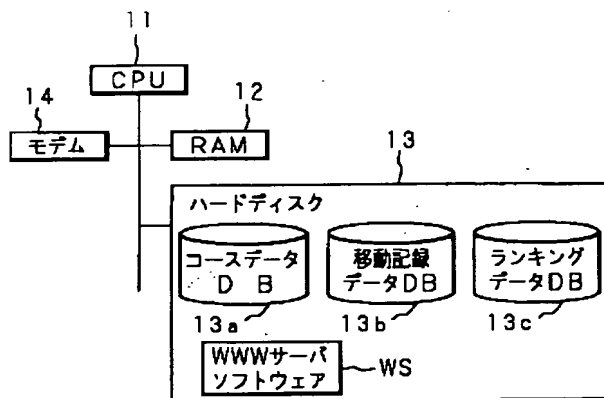 11
CPU
14
12
モデム
RAM
13
ハードディスク
コースデータ
DB
移動記録
データDB
ランキング
データDB
13a
13b
13c
WWWサーバ
ソフトウェア
WS